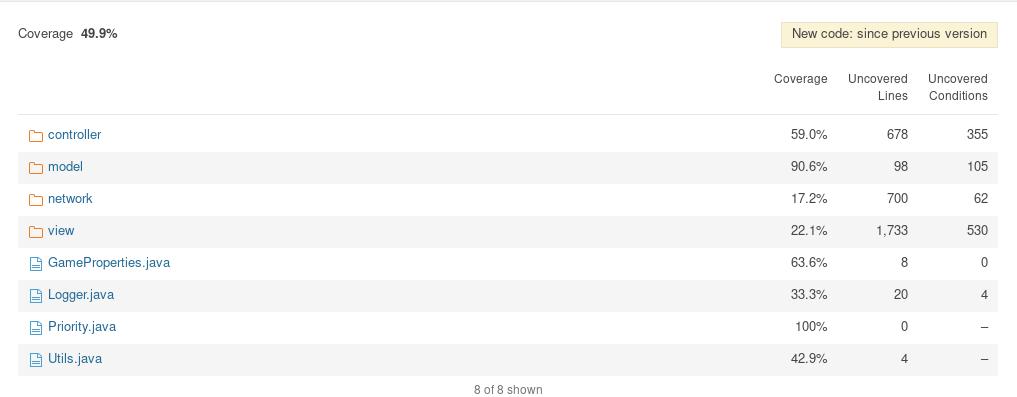 Coverage 49.9% New code: since previous version
Coverage Uncovered Lines Uncovered Conditions
controller 59.0% 678 355
model 90.6% 98 105
network 17.2% 700 62
view 22.1% 1,733 530
GameProperties.java 63.6% 8 0
Logger.java 33.3% 20 4
Priority.java 100% 0 –
Utils.java 42.9% 4 –
8 of 8 shown